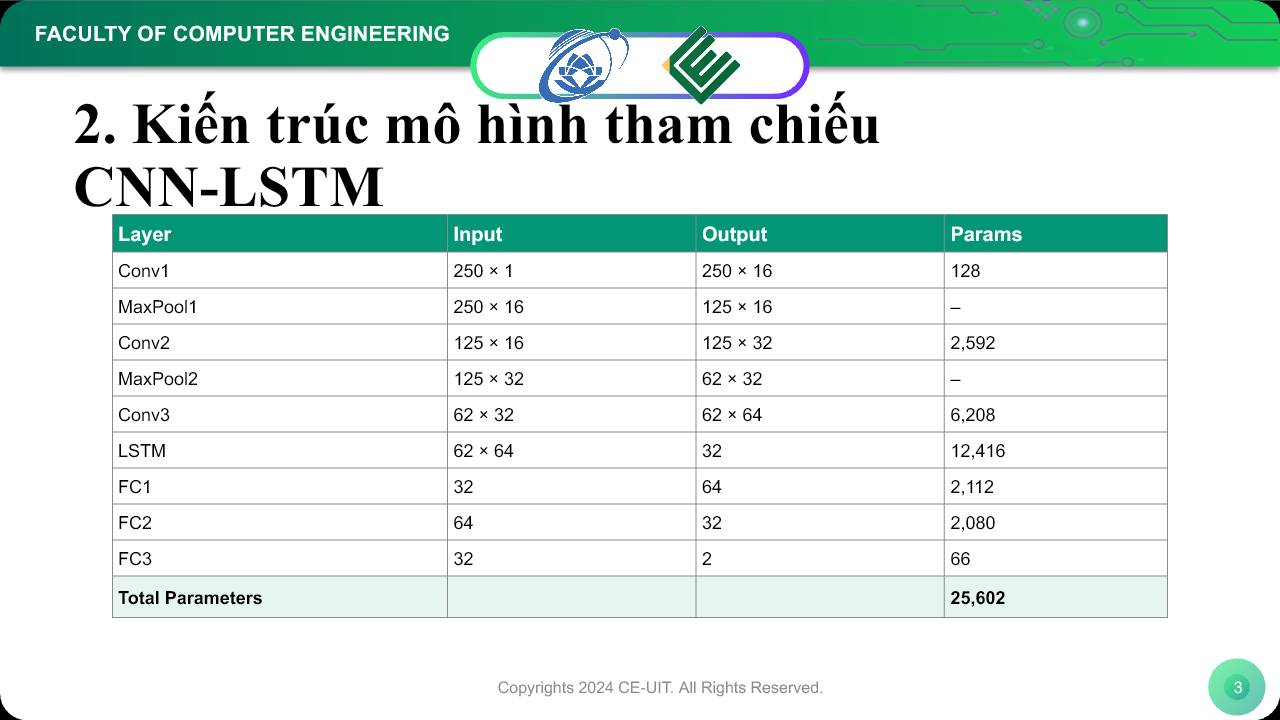 FACULTY OF COMPUTER ENGINEERING
2. Kiến trúc mô hình tham chiếu
CNN-LSTM
Layer Input Output Params
Conv1 250 × 1 250 × 16 128
MaxPool1 250 × 16 125 × 16 –
Conv2 125 × 16 125 × 32 2,592
MaxPool2 125 × 32 62 × 32 –
Conv3 62 × 32 62 × 64 6,208
LSTM 62 × 64 32 12,416
FC1 32 64 2,112
FC2 64 32 2,080
FC3 32 2 66
Total Parameters 25,602
Copyrights 2024 CE-UIT. All Rights Reserved.
3